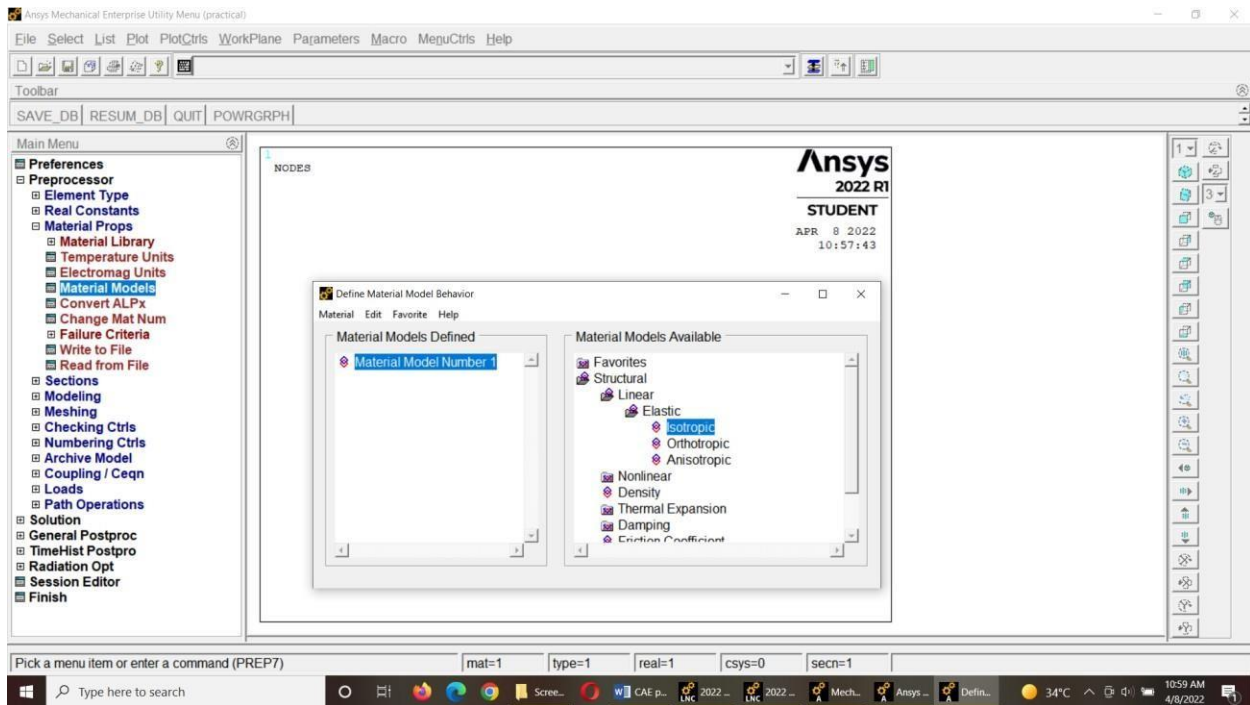 Ansys Mechanical Enterprise Utility Menu (practical)
File Select List Plot PlotCtrls WorkPlane Parameters Macro MenuCtrls Help
Toolbar
SAVE_DB RESUM_DB QUIT POWRGRPH
Main Menu
Preferences
Preprocessor
Element Type
Real Constants
Material Props
Material Library
Temperature Units
Electromag Units
Material Models
Convert ALPx
Change Mat Num
Failure Criteria
Write to File
Read from File
Sections
Modeling
Meshing
Checking Ctrls
Numbering Ctrls
Archive Model
Coupling / Ceqn
Loads
Path Operations
Solution
General Postproc
TimeHist Postpro
Radiation Opt
Session Editor
Finish
1
NODES
Ansys
2022 R1
STUDENT
APR 8 2022
10:57:43
Define Material Model Behavior
Material Edit Favorite Help
Material Models Defined
Material Model Number 1
Material Models Available
Favorites
Structural
Linear
Elastic
Isotropic
Orthotropic
Anisotropic
Nonlinear
Density
Thermal Expansion
Damping
Friction Coefficient
1
3
Pick a menu item or enter a command (PREP7) mat=1 type=1 real=1 csys=0 secn=1
Type here to search Scree... CAE p... 2022 ... 2022 ... Mech... Ansys ... Defin... 34°C 10:59 AM
4/8/2022